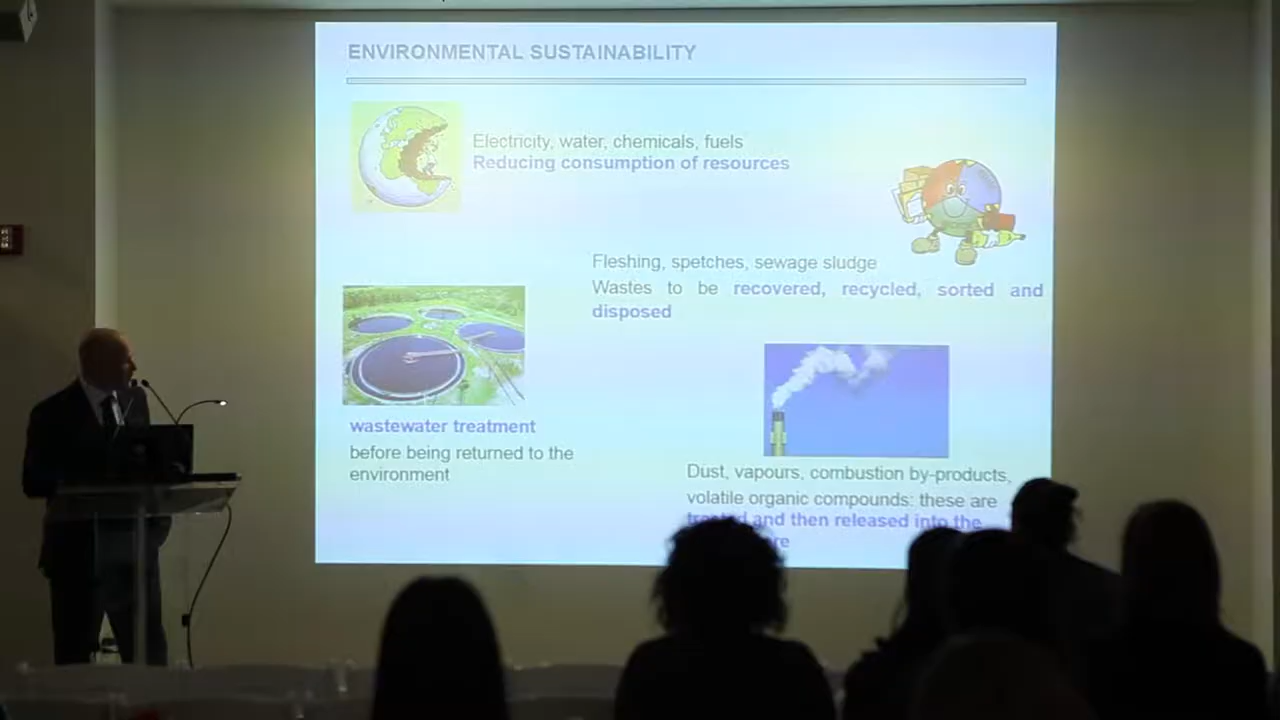 ENVIRONMENTAL SUSTAINABILITY
Electricity, water, chemicals, fuels
Reducing consumption of resources
Fleshing, spetches, sewage sludge
Wastes to be recovered, recycled, sorted and
disposed
wastewater treatment
before being returned to the
environment
Dust, vapours, combustion by-products,
volatile organic compounds: these are
and then released into the